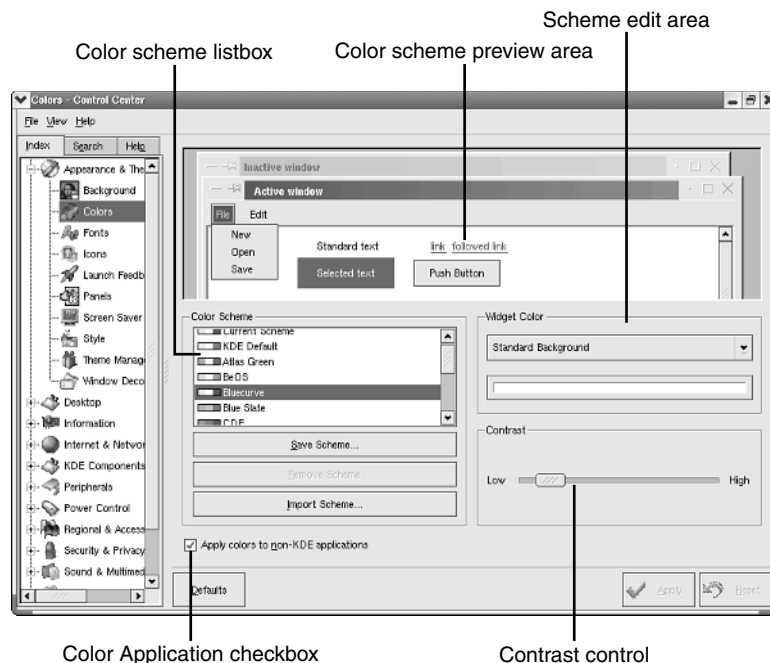 Scheme edit area
Color scheme listbox
Color scheme preview area
Colors - Control Center
File View Help
Index Search Help
Appearance & The
Background
Colors
Fonts
Icons
Launch Feedb
Panels
Screen Saver
Style
Theme Manag
Window Deco
Desktop
Information
Internet & Networ
KDE Components
Peripherals
Power Control
Regional & Access
Security & Privacy
Sound & Multimed
Inactive window
Active window
File Edit
New
Open
Save
Standard text
link followed link
Selected text
Push Button
Color Scheme
Current Scheme
KDE Default
Atlas Green
BeOS
Bluecurve
Blue Slate
CDE
Save Scheme...
Remove Scheme
Import Scheme...
Widget Color
Standard Background
Contrast
Low
High
Apply colors to non-KDE applications
Defaults
Apply
Reset
Color Application checkbox
Contrast control